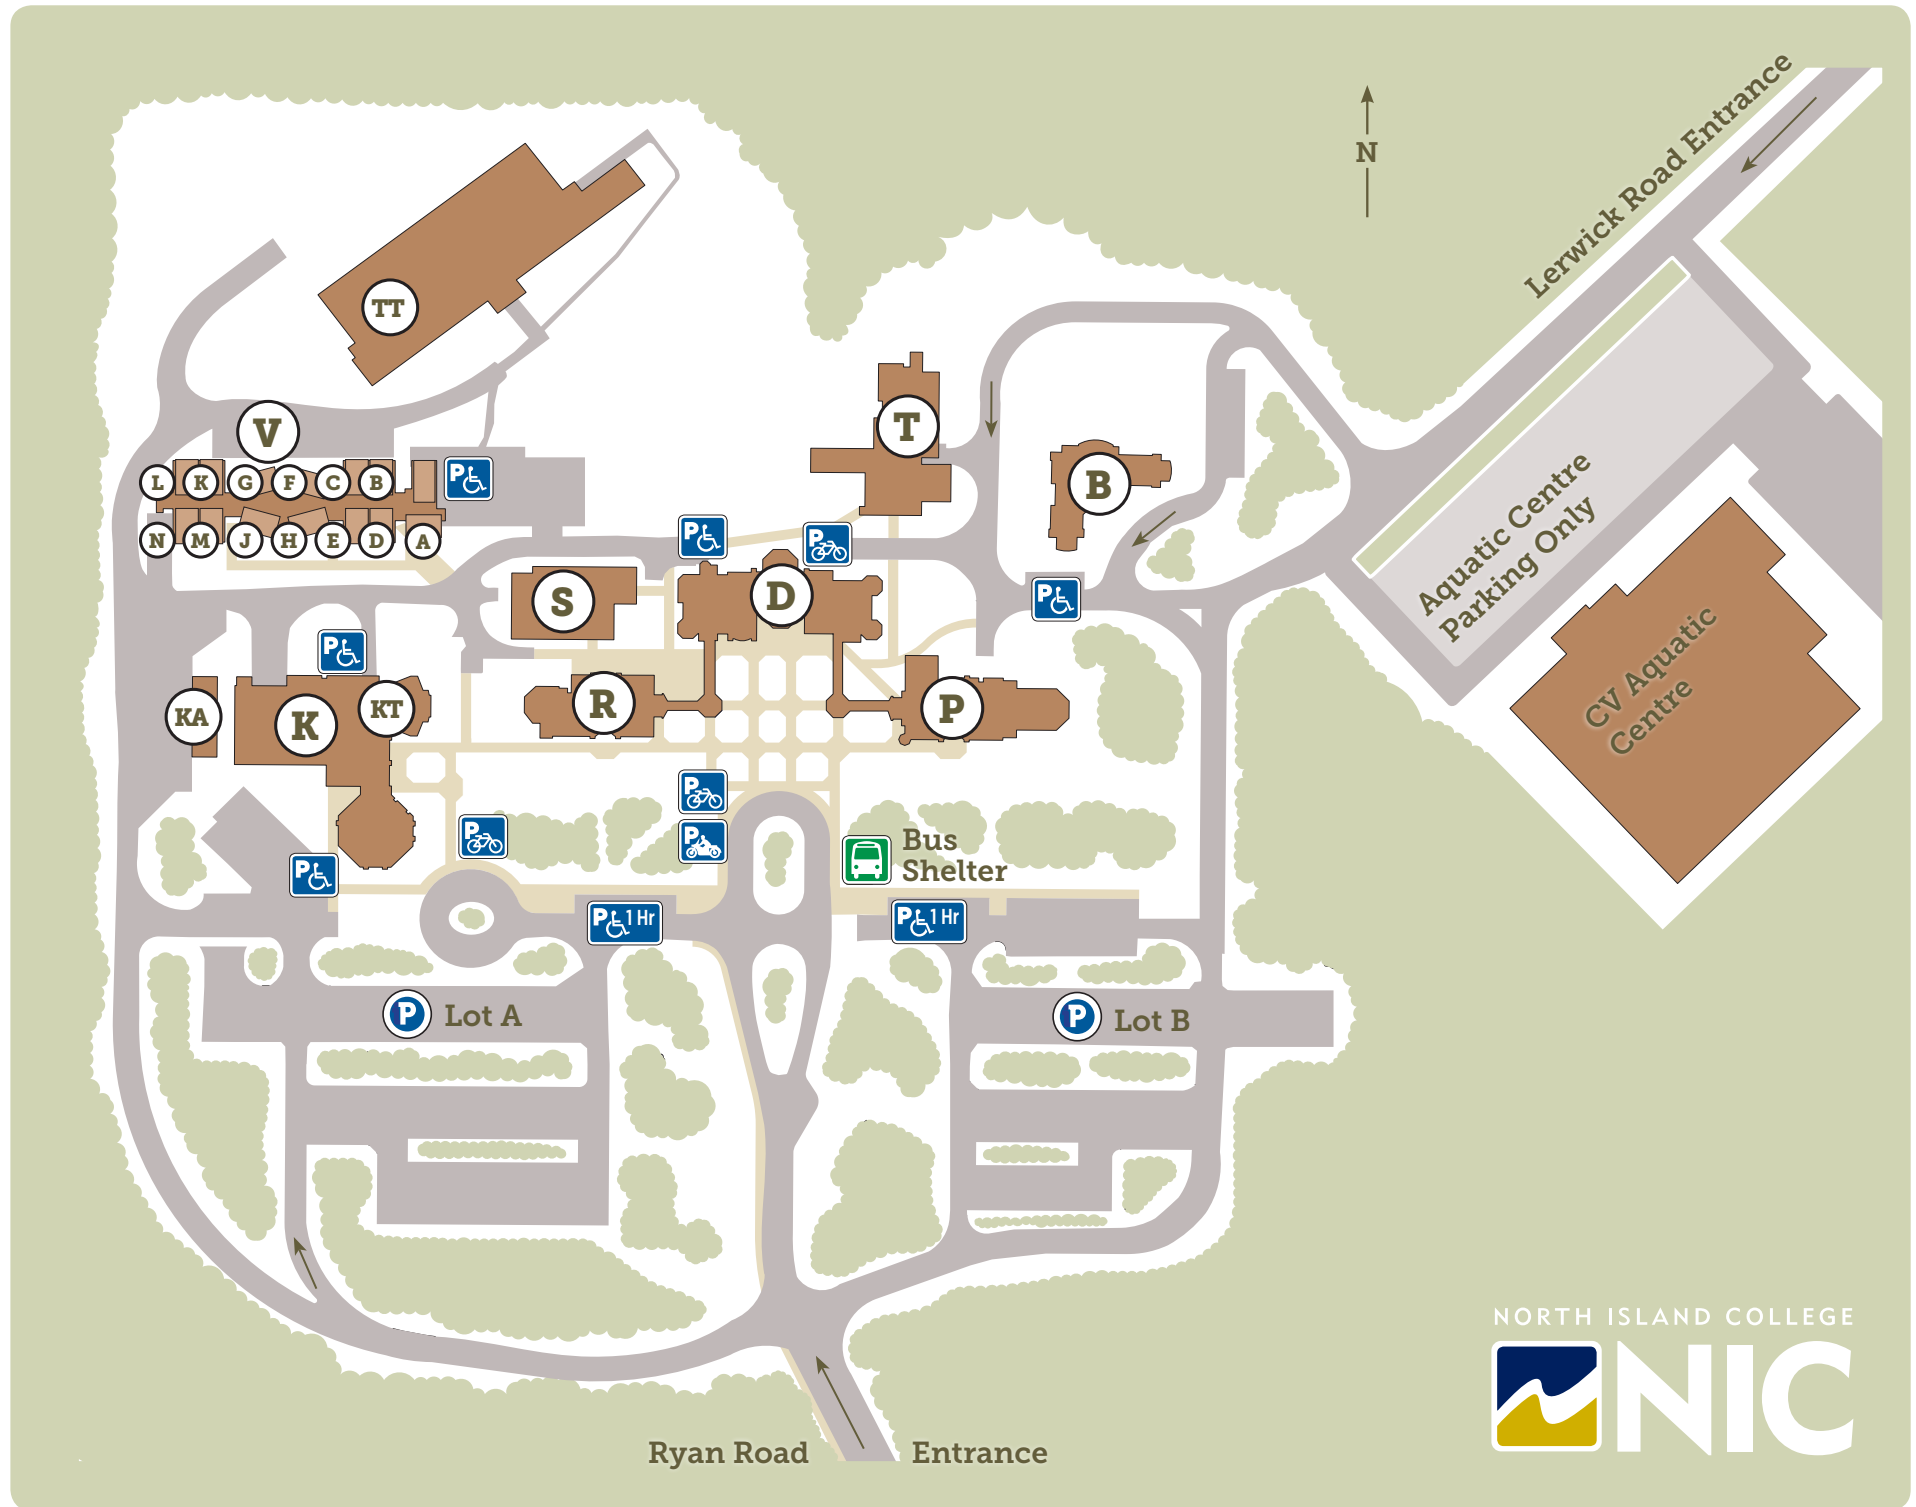 N
Lerwick Road Entrance
TT
V
T
B
L
K
G
F
C
B
P
N
M
J
H
E
D
A
P
P
S
D
P
Aquatic Centre
Parking Only
P
KA
K
KT
R
P
CV Aquatic
Centre
P
P
P
P
Bus
Shelter
P 1 Hr
P 1 Hr
P Lot A
P Lot B
NORTH ISLAND COLLEGE
NIC
Ryan Road Entrance